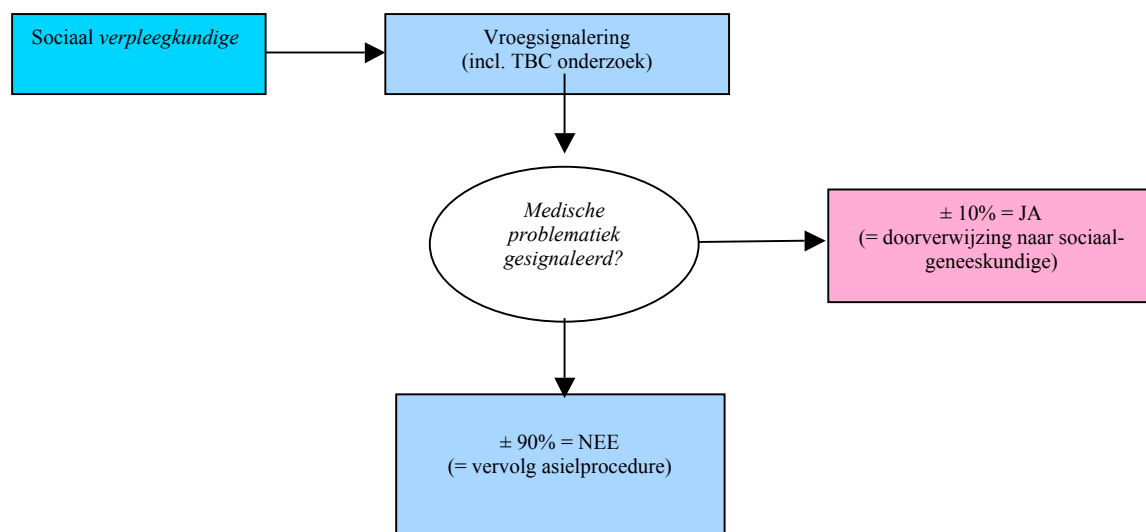 Sociaal verpleegkundige
Vroegsignalering
(incl. TBC onderzoek)
Medische
problematiek
gesignaleerd?
± 10% = JA
(= doorverwijzing naar sociaal-
geneeskundige)
± 90% = NEE
(= vervolg asielprocedure)